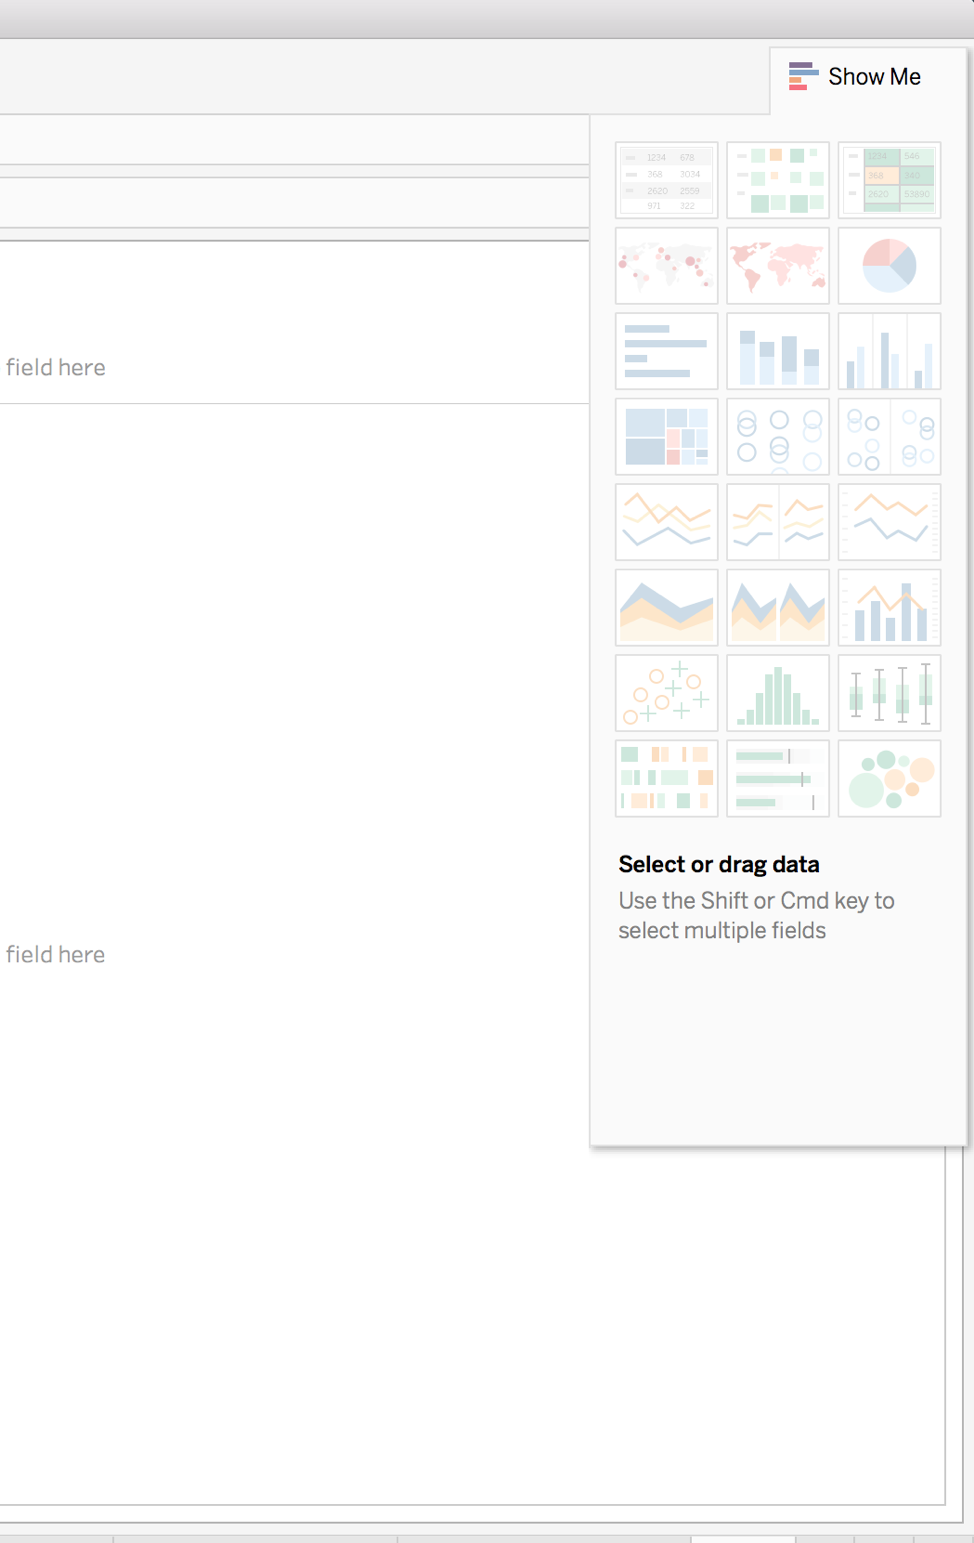 Show Me
1234 678
368 3034
2620 2559
971 322
1234 546
368 340
2620 53890
field here
Select or drag data
Use the Shift or Cmd key to
select multiple fields
field here